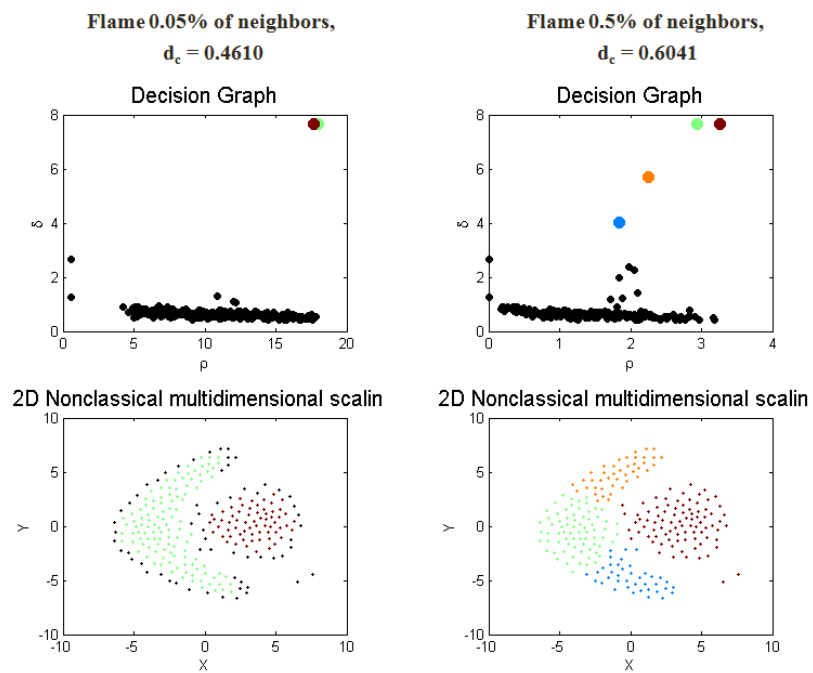 Flame 0.05% of neighbors,
d_c = 0.4610
Decision Graph
8
6
4
2
0
δ
0 5 10 15 20
ρ
2D Nonclassical multidimensional scalin
10
5
0
-5
-10
Y
-10 -5 0 5 10
X
Flame 0.5% of neighbors,
d_c = 0.6041
Decision Graph
8
6
4
2
0
δ
0 1 2 3 4
ρ
2D Nonclassical multidimensional scalin
10
5
0
-5
-10
Y
-10 -5 0 5 10
X